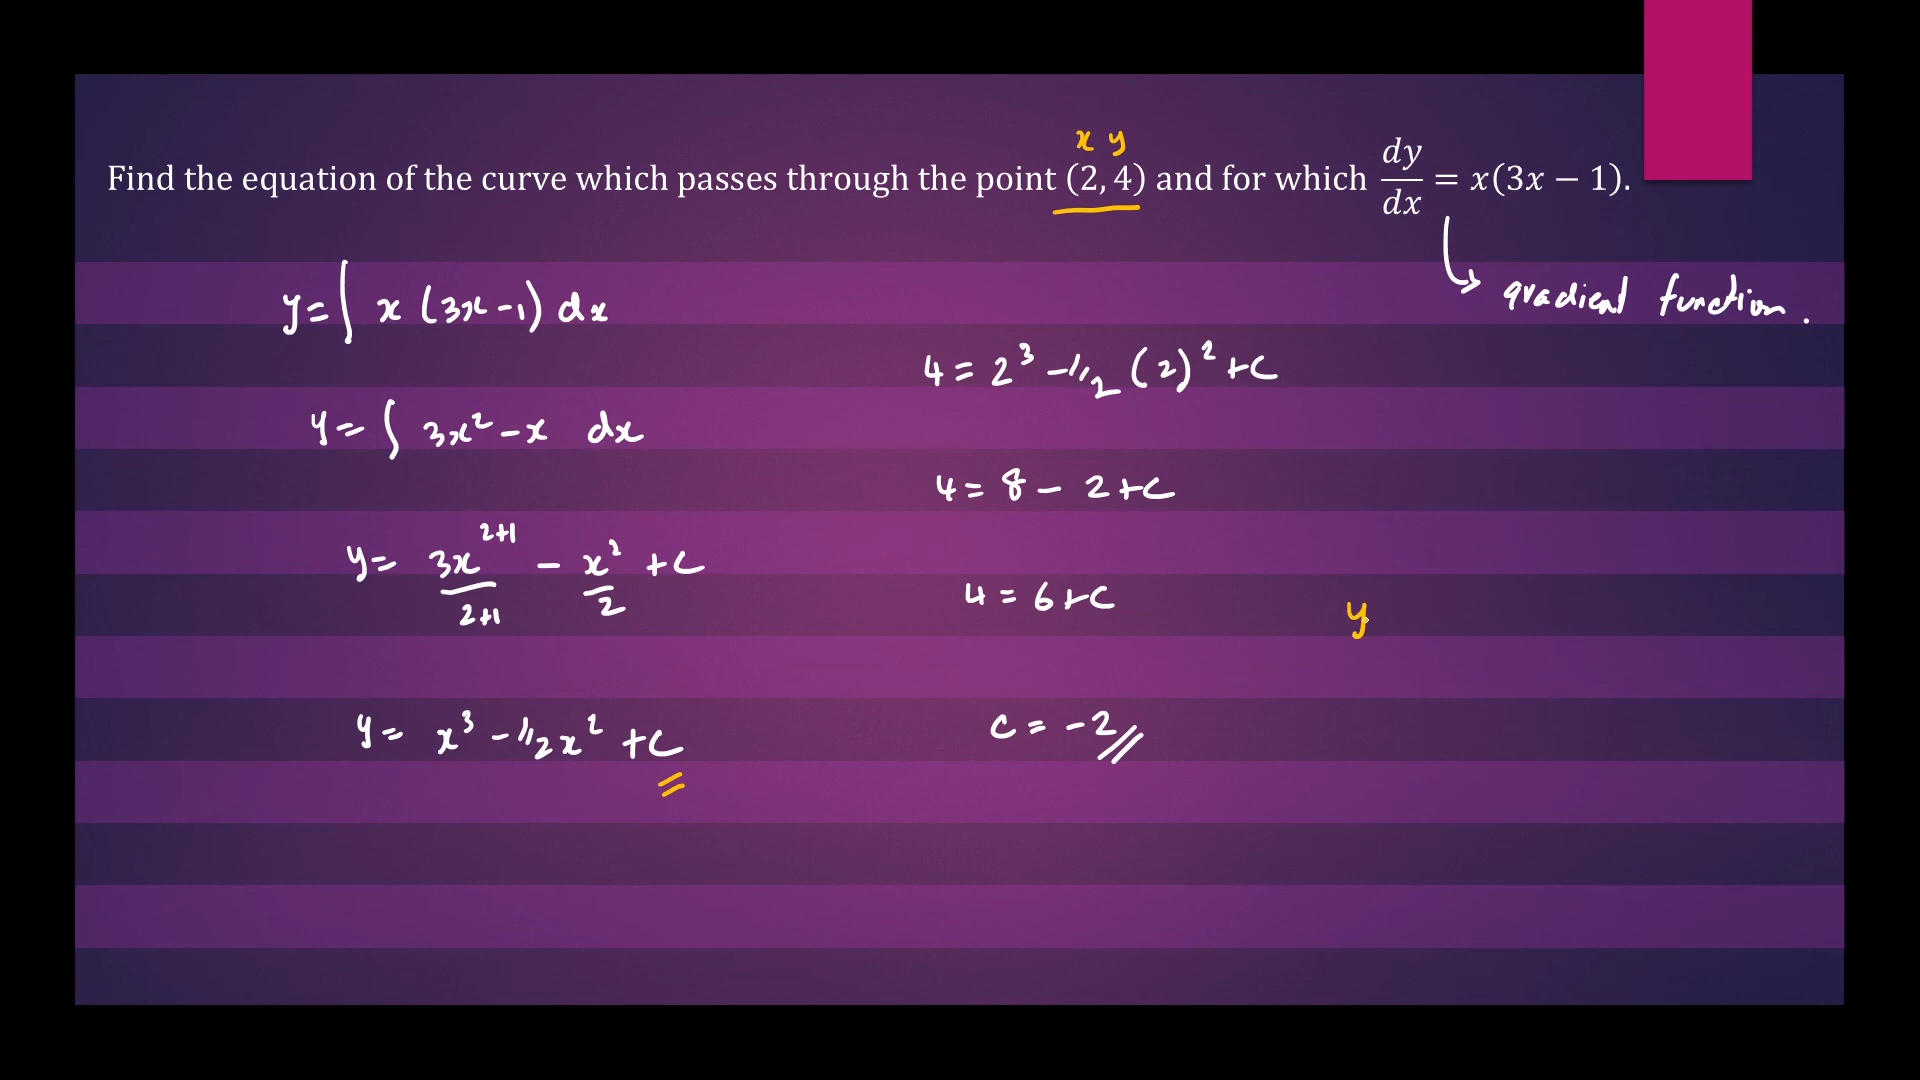 x y
Find the equation of the curve which passes through the point (2, 4) and for which dy/dx = x(3x − 1).
gradient function.
y = ∫ x (3x - 1) dx
y = ∫ 3x² - x dx
y = 3x²⁺¹/2+1 - x²/2 + c
y = x³ - 1/2 x² + c
4 = 2³ - 1/2 (2)² + c
4 = 8 - 2 + c
4 = 6 + c
c = -2
y